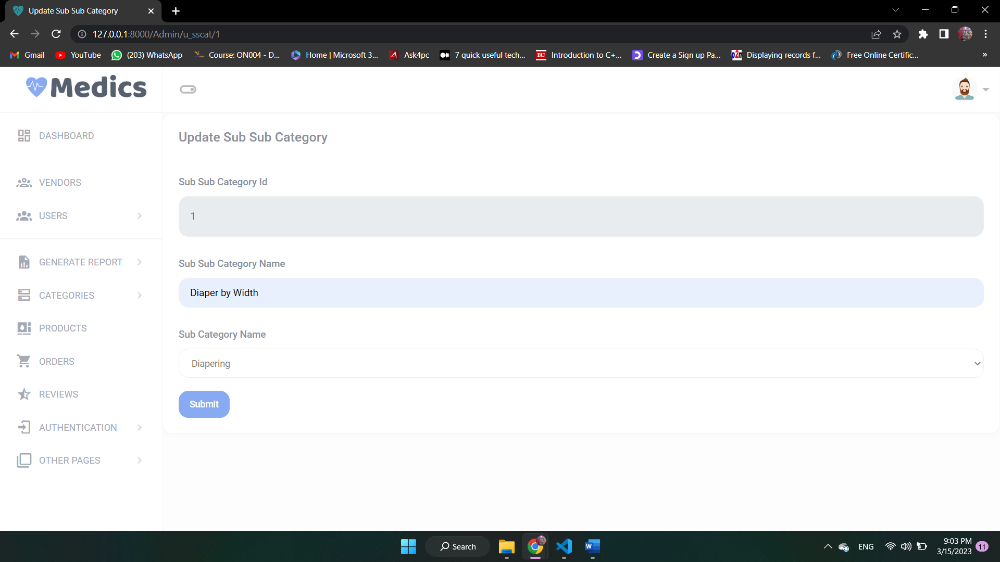 Update Sub Sub Category
127.0.0.1:8000/Admin/u_sscat/1
Gmail
YouTube
(203) WhatsApp
Course: ON004 - D...
Home | Microsoft 3...
Ask4pc
7 quick useful tech...
BU
Introduction to C+...
Create a Sign up Pa...
p2n
Displaying records f...
Free Online Certific...
»
Medics
DASHBOARD
VENDORS
USERS
GENERATE REPORT
CATEGORIES
PRODUCTS
ORDERS
REVIEWS
AUTHENTICATION
OTHER PAGES
Update Sub Sub Category
Sub Sub Category Id
1
Sub Sub Category Name
Diaper by Width
Sub Category Name
Diapering
Submit
Search
W
ENG
9:03 PM
3/15/2023
11